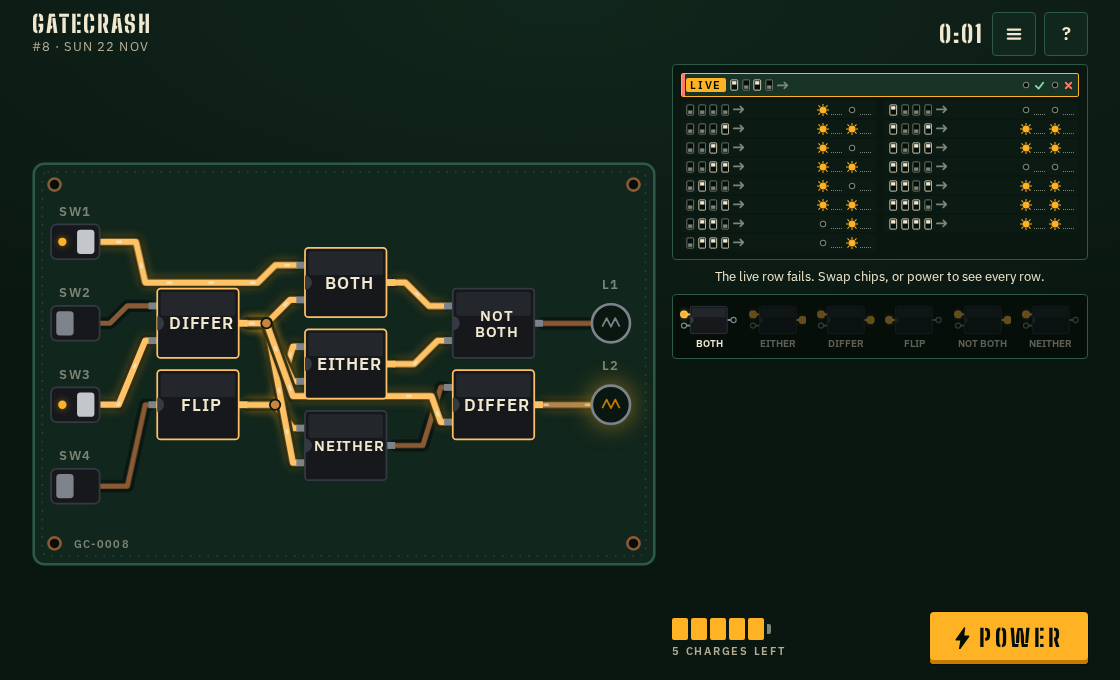 GATECRASH
#8 · SUN 22 NOV
0:01
?
LIVE
SW1
SW2
SW3
SW4
DIFFER
FLIP
BOTH
EITHER
NEITHER
NOT
BOTH
DIFFER
L1
L2
GC-0008
The live row fails. Swap chips, or power to see every row.
BOTH
EITHER
DIFFER
FLIP
NOT BOTH
NEITHER
5 CHARGES LEFT
POWER